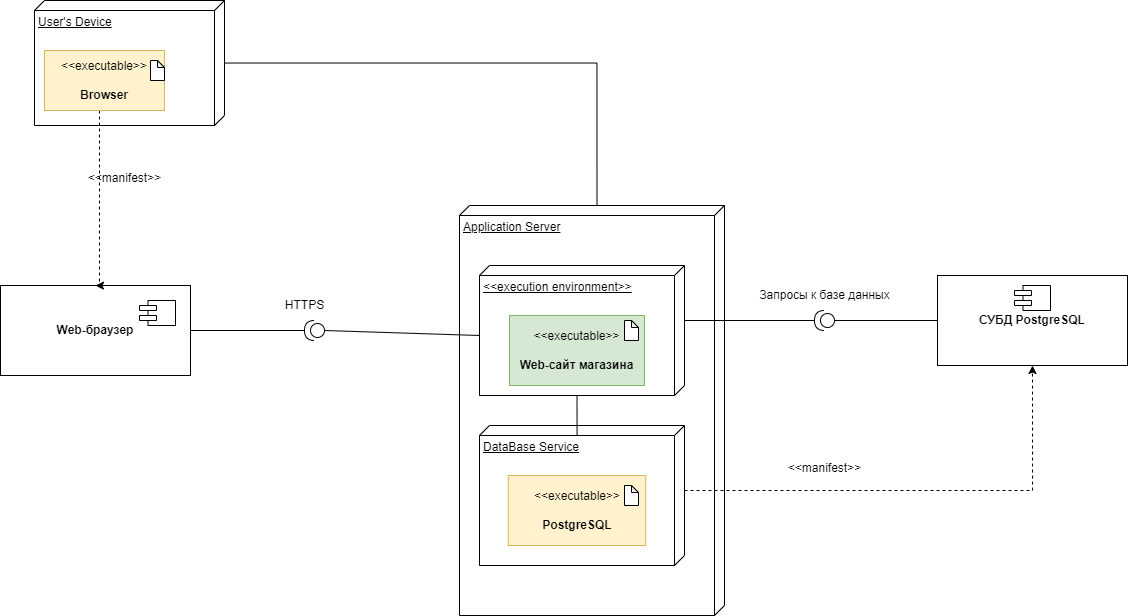 User's Device
<<executable>>
Browser
<<manifest>>
Application Server
<<execution environment>>
HTTPS
Запросы к базе данных
Web-браузер
СУБД PostgreSQL
<<executable>>
Web-сайт магазина
DataBase Service
<<manifest>>
<<executable>>
PostgreSQL